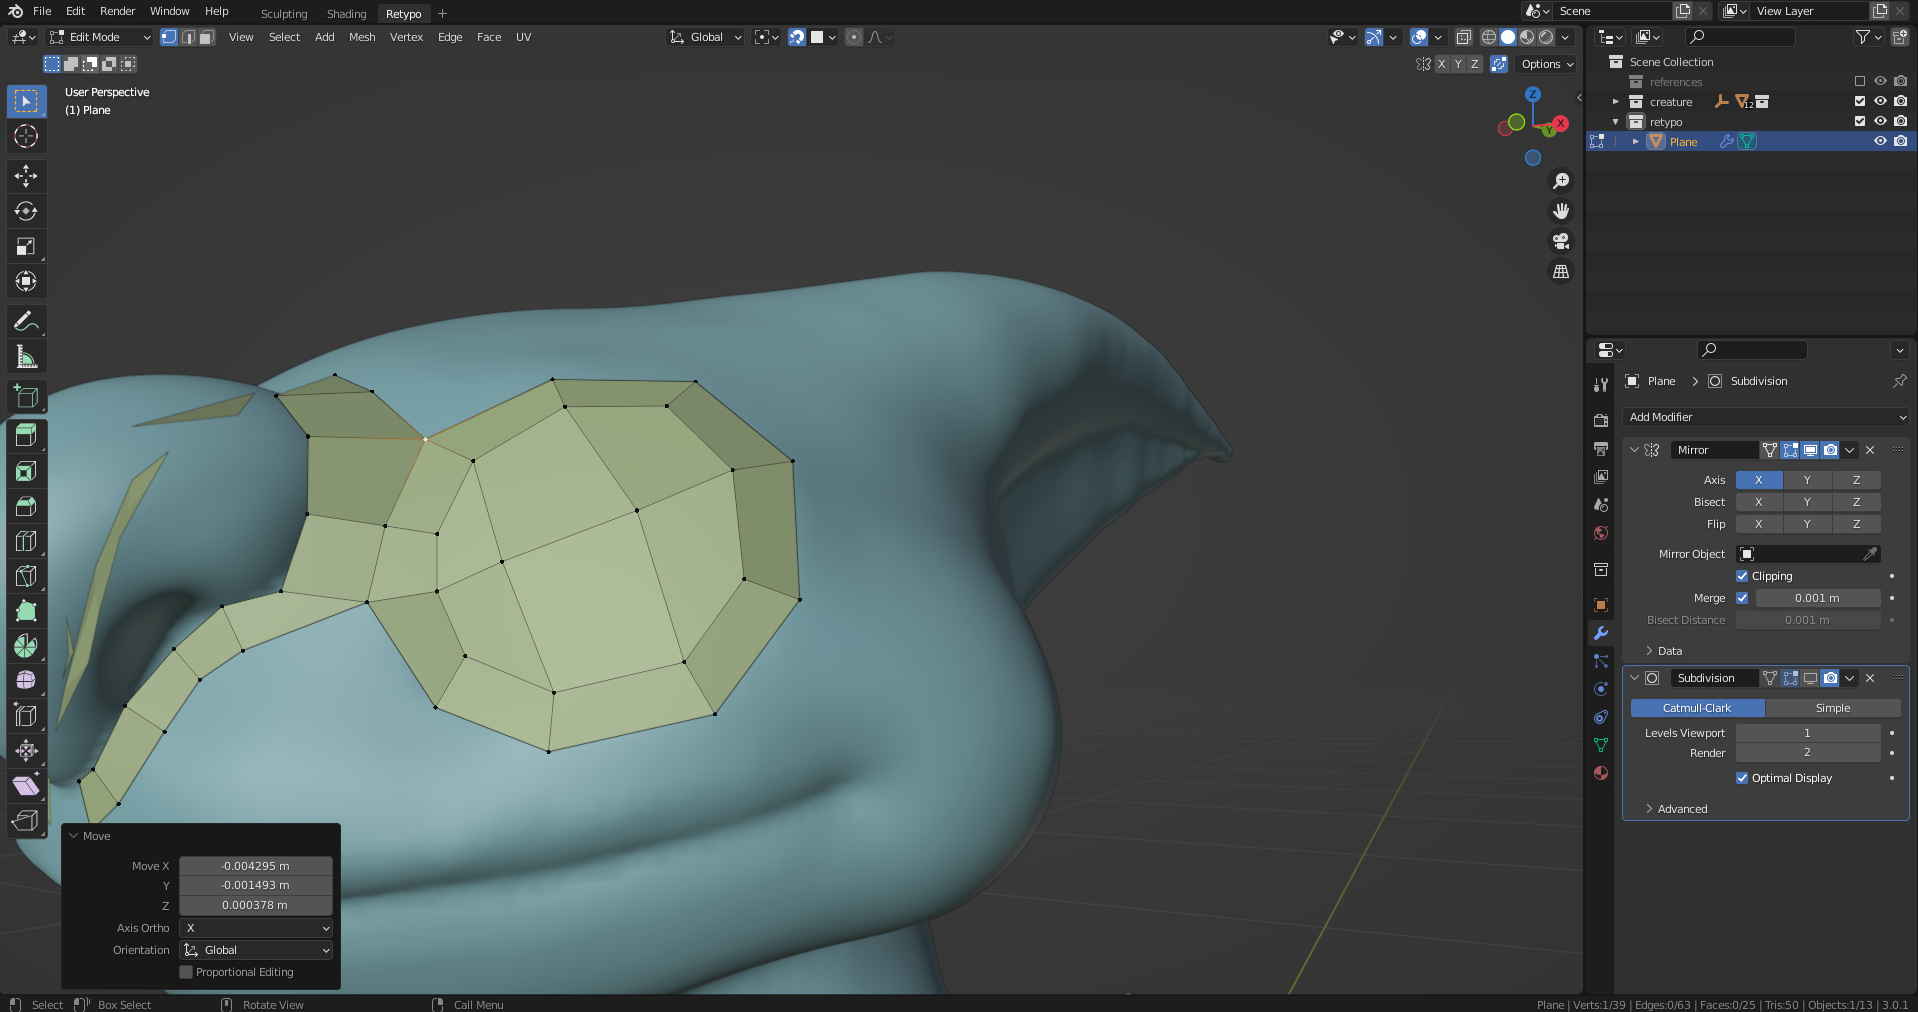 File Edit Render Window Help Sculpting Shading Retypo + Scene View Layer
Edit Mode View Select Add Mesh Vertex Edge Face UV Global
X Y Z Options
User Perspective
(1) Plane
Z
X
Y
Scene Collection
references
creature 12
retypo
Plane
Plane > Subdivision
Add Modifier
Mirror
Axis X Y Z
Bisect X Y Z
Flip X Y Z
Mirror Object
Clipping
Merge 0.001 m
Bisect Distance 0.001 m
Data
Subdivision
Catmull-Clark Simple
Levels Viewport 1
Render 2
Optimal Display
Advanced
Move
Move X -0.004295 m
Y -0.001493 m
Z 0.000378 m
Axis Ortho X
Orientation Global
Proportional Editing
Select Box Select Rotate View Call Menu Plane | Verts:1/39 | Edges:0/63 | Faces:0/25 | Tris:50 | Objects:1/13 | 3.0.1